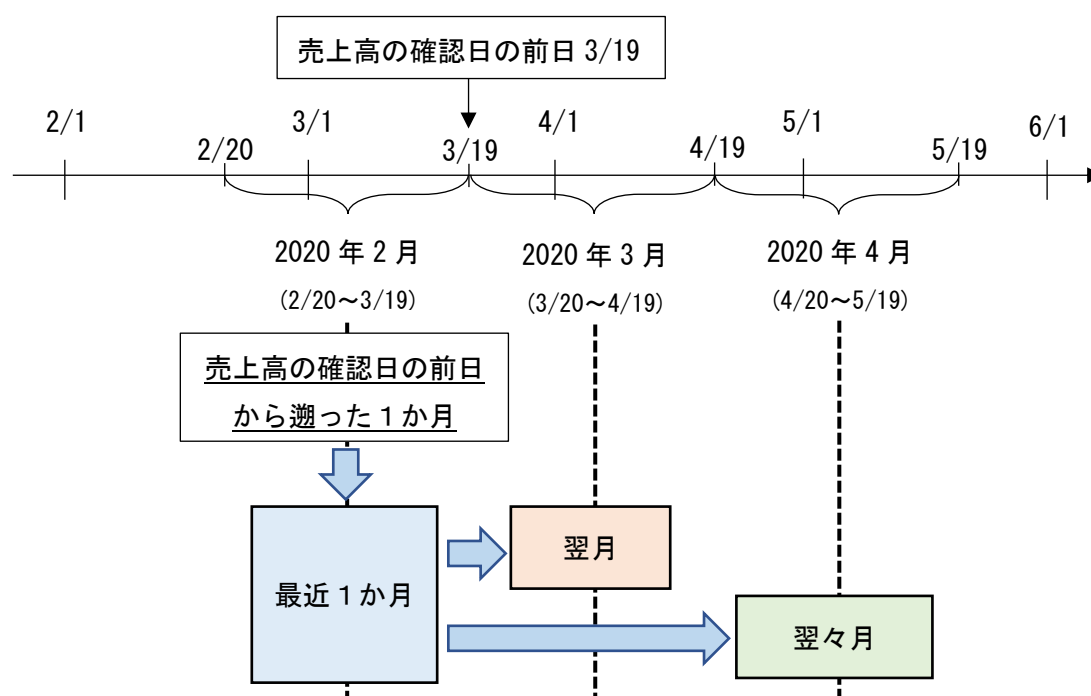 売上高の確認日の前日 3/19
2/1
3/1
4/1
5/1
6/1
2/20
3/19
4/19
5/19
2020 年 2 月
(2/20～3/19)
2020 年 3 月
(3/20～4/19)
2020 年 4 月
(4/20～5/19)
売上高の確認日の前日
から遡った１か月
最近１か月
翌月
翌々月